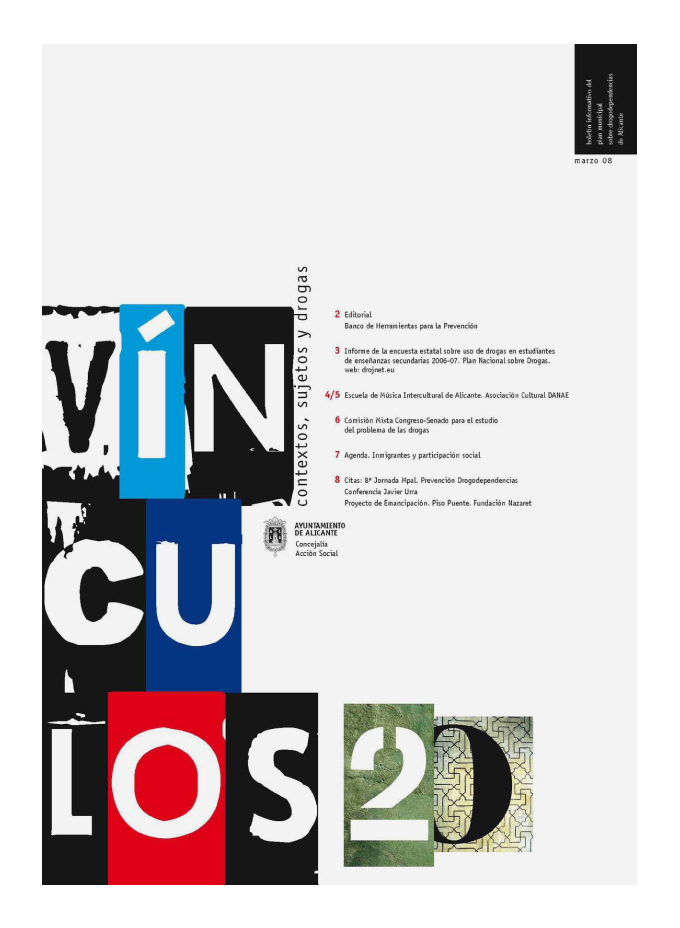 boletín informativo del
plan municipal
sobre drogodependencias
de Alicante
marzo 08
VÍN
CU
LOS
20
contextos, sujetos y drogas
2 Editorial
Banco de Herramientas para la Prevención
3 Informe de la encuesta estatal sobre uso de drogas en estudiantes
de enseñanzas secundarias 2006-07. Plan Nacional sobre Drogas.
web: drojnet.eu
4/5 Escuela de Música Intercultural de Alicante. Asociación Cultural DANAE
6 Comisión Mixta Congreso-Senado para el estudio
del problema de las drogas
7 Agenda. Inmigrantes y participación social
8 Citas: 8ª Jornada Mpal. Prevención Drogodependencias
Conferencia Javier Urra
Proyecto de Emancipación. Piso Puente. Fundación Nazaret
AYUNTAMIENTO
DE ALICANTE
Concejalía
Acción Social